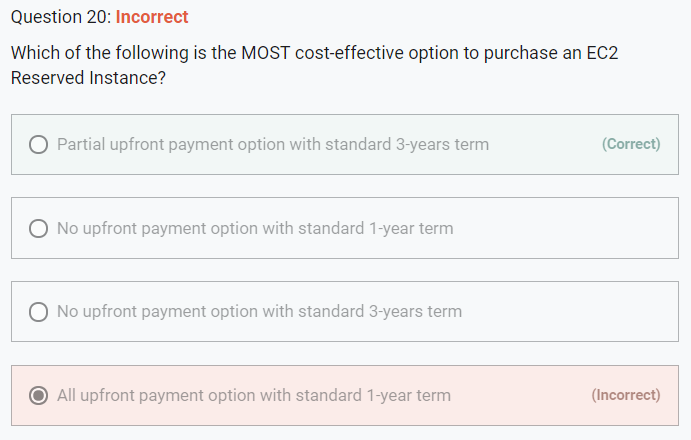 Question 20: Incorrect
Which of the following is the MOST cost-effective option to purchase an EC2
Reserved Instance?
Partial upfront payment option with standard 3-years term (Correct)
No upfront payment option with standard 1-year term
No upfront payment option with standard 3-years term
All upfront payment option with standard 1-year term (Incorrect)